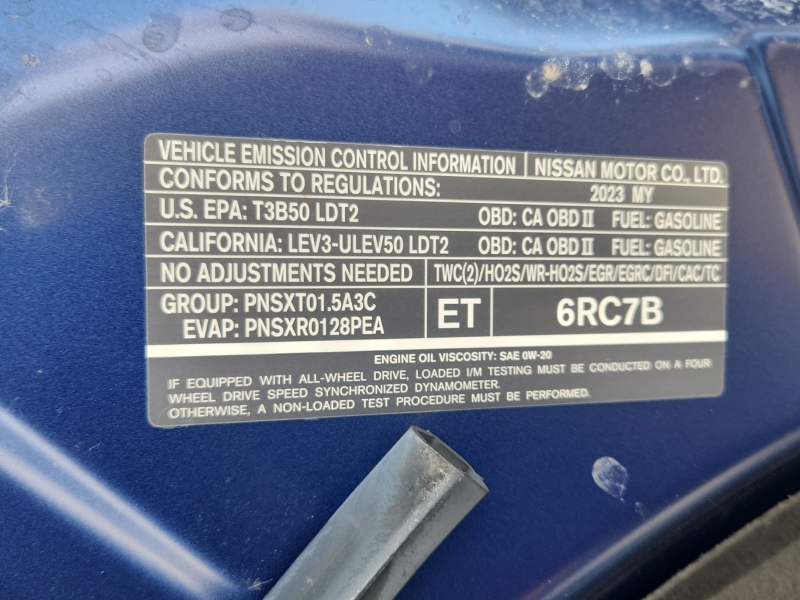 VEHICLE EMISSION CONTROL INFORMATION NISSAN MOTOR CO., LTD.
CONFORMS TO REGULATIONS: 2023 MY
U.S. EPA: T3B50 LDT2 OBD: CA OBD II FUEL: GASOLINE
CALIFORNIA: LEV3-ULEV50 LDT2 OBD: CA OBD II FUEL: GASOLINE
NO ADJUSTMENTS NEEDED TWC(2)/HO2S/WR-HO2S/EGR/EGRC/DFI/CAC/TC
GROUP: PNSXT01.5A3C
EVAP: PNSXR0128PEA
ET 6RC7B
ENGINE OIL VISCOSITY: SAE 0W-20
IF EQUIPPED WITH ALL-WHEEL DRIVE, LOADED I/M TESTING MUST BE CONDUCTED ON A FOUR
WHEEL DRIVE SPEED SYNCHRONIZED DYNAMOMETER.
OTHERWISE, A NON-LOADED TEST PROCEDURE MUST BE PERFORMED.